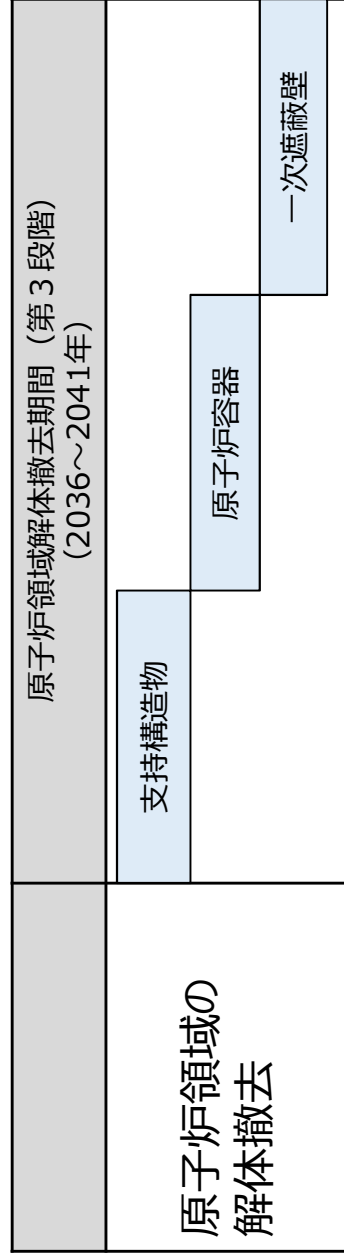 原子炉領域解体撤去期間（第３段階）
（2036～2041年）
原子炉領域の
解体撤去
支持構造物
原子炉容器
一次遮蔽壁